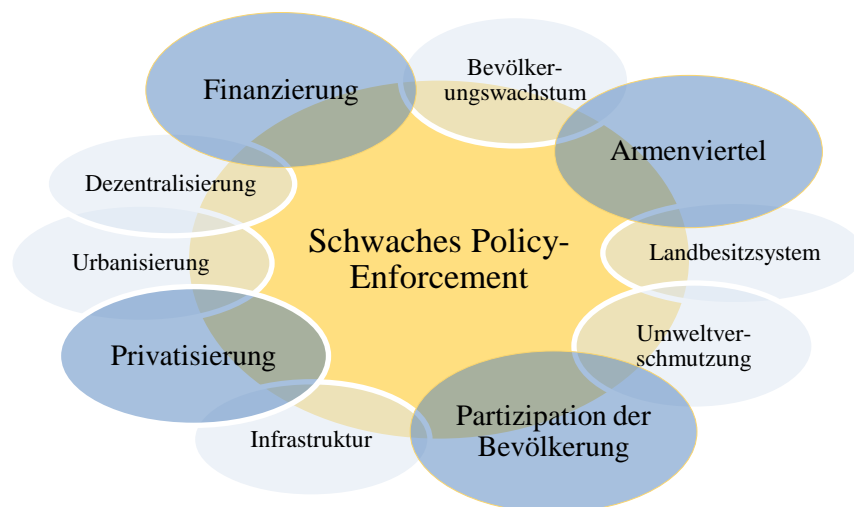 Finanzierung
Bevölker-
ungswachstum
Armenviertel
Dezentralisierung
Schwaches Policy-
Enforcement
Urbanisierung
Landbesitzsystem
Privatisierung
Umweltver-
schmutzung
Partizipation der
Bevölkerung
Infrastruktur